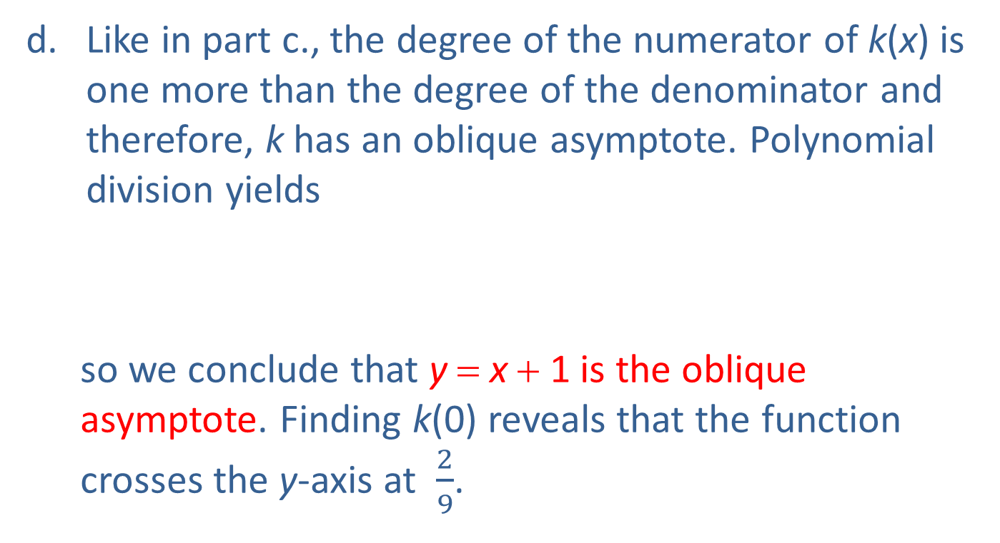 d. Like in part c., the degree of the numerator of k(x) is
one more than the degree of the denominator and
therefore, k has an oblique asymptote. Polynomial
division yields
so we conclude that y = x + 1 is the oblique
asymptote. Finding k(0) reveals that the function
crosses the y-axis at 2/9.